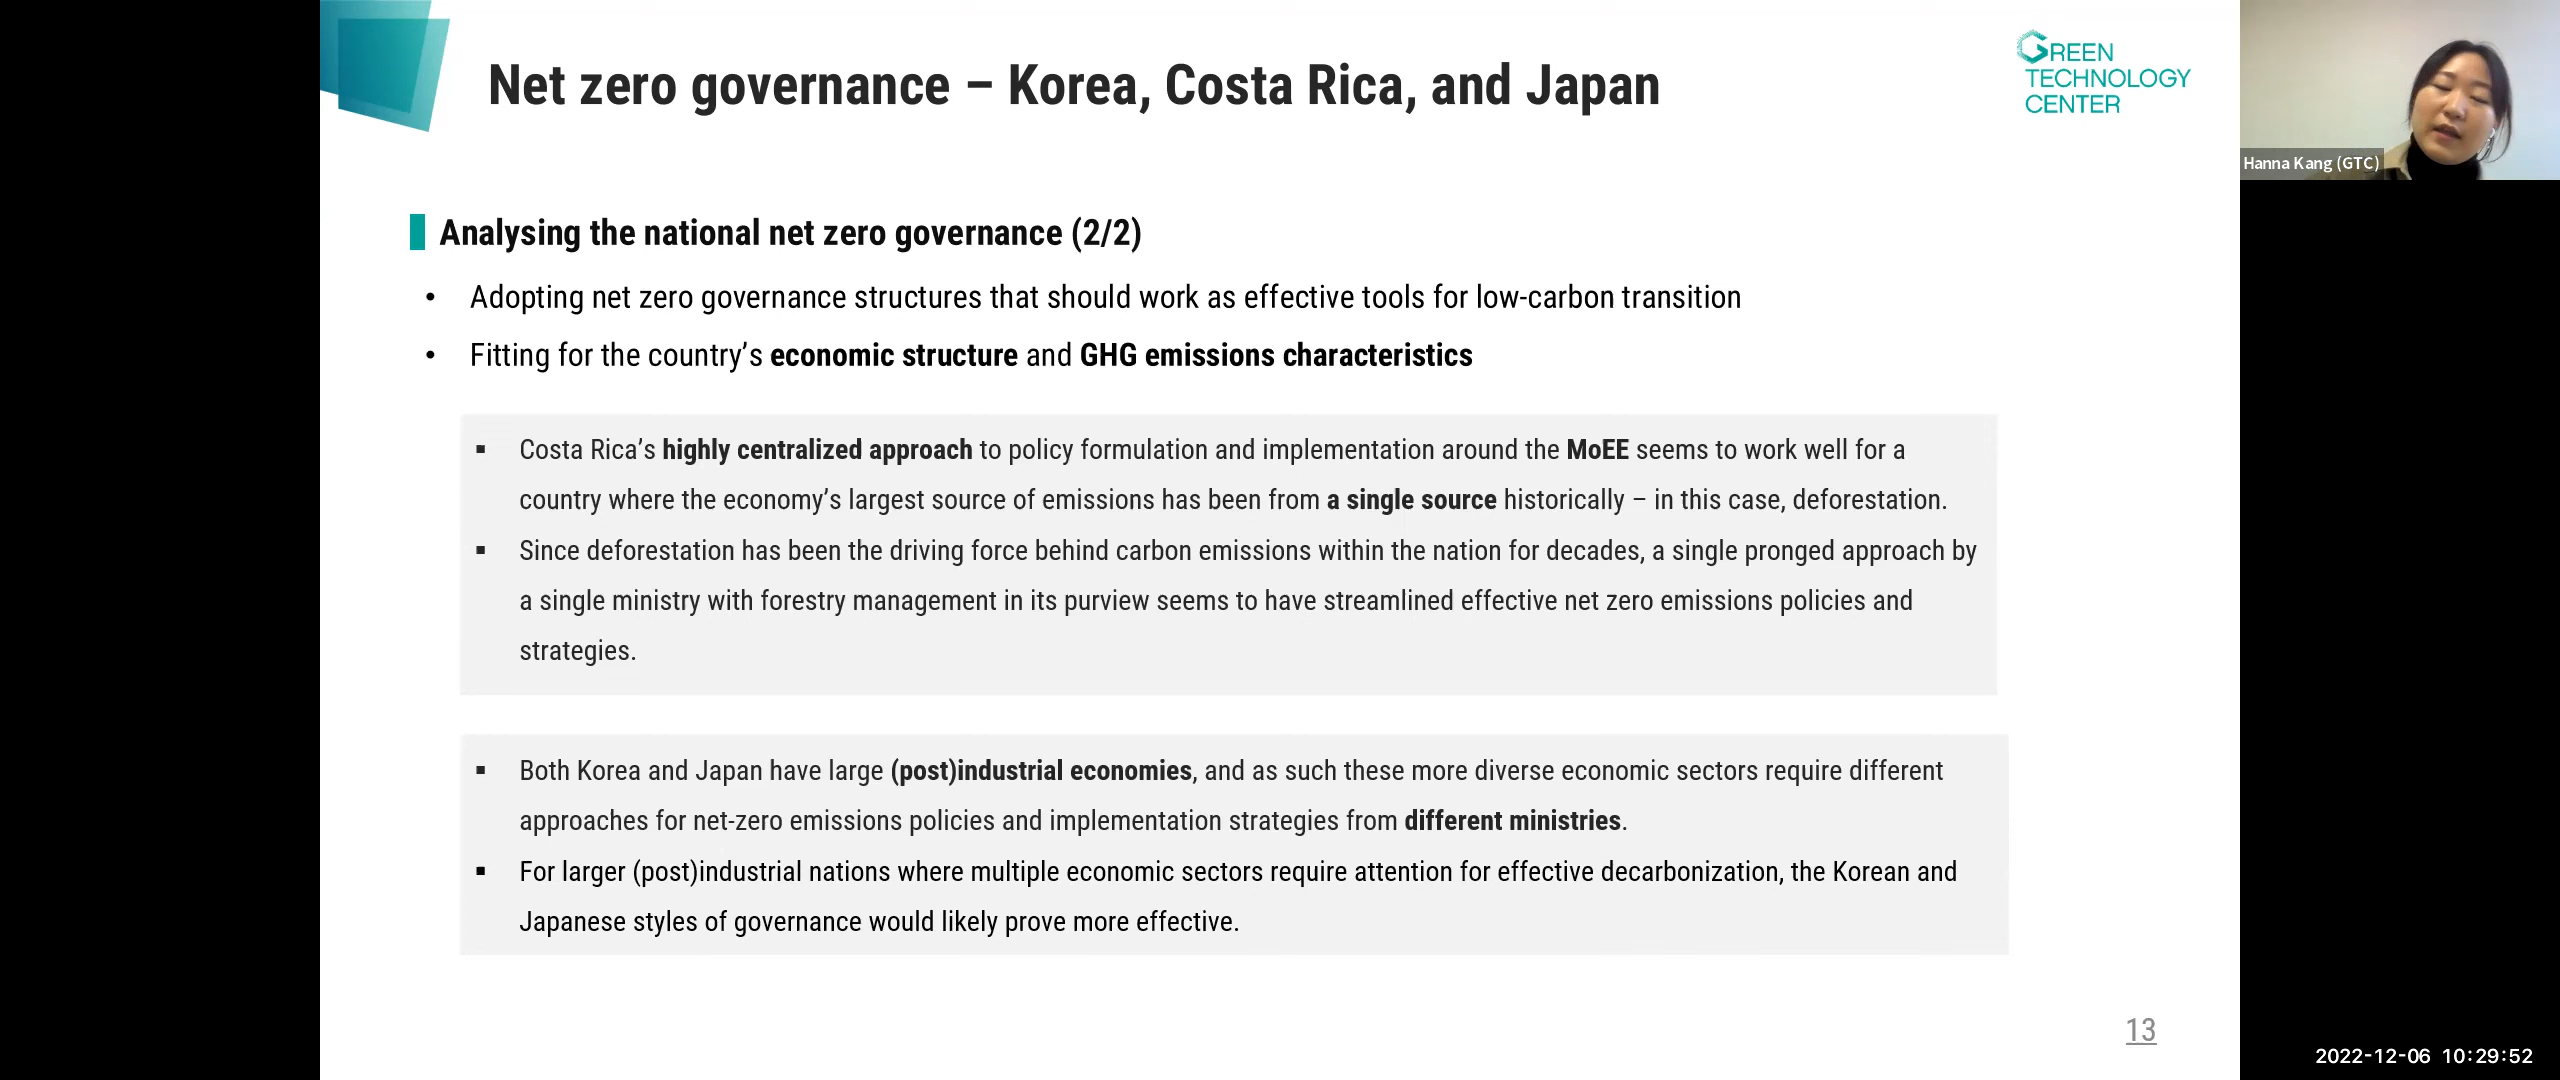 Net zero governance – Korea, Costa Rica, and Japan
GREEN
TECHNOLOGY
CENTER
Hanna Kang (GTC)
Analysing the national net zero governance (2/2)
• Adopting net zero governance structures that should work as effective tools for low-carbon transition
• Fitting for the country’s economic structure and GHG emissions characteristics
▪ Costa Rica’s highly centralized approach to policy formulation and implementation around the MoEE seems to work well for a
country where the economy’s largest source of emissions has been from a single source historically – in this case, deforestation.
▪ Since deforestation has been the driving force behind carbon emissions within the nation for decades, a single pronged approach by
a single ministry with forestry management in its purview seems to have streamlined effective net zero emissions policies and
strategies.
▪ Both Korea and Japan have large (post)industrial economies, and as such these more diverse economic sectors require different
approaches for net-zero emissions policies and implementation strategies from different ministries.
▪ For larger (post)industrial nations where multiple economic sectors require attention for effective decarbonization, the Korean and
Japanese styles of governance would likely prove more effective.
13
2022-12-06 10:29:52